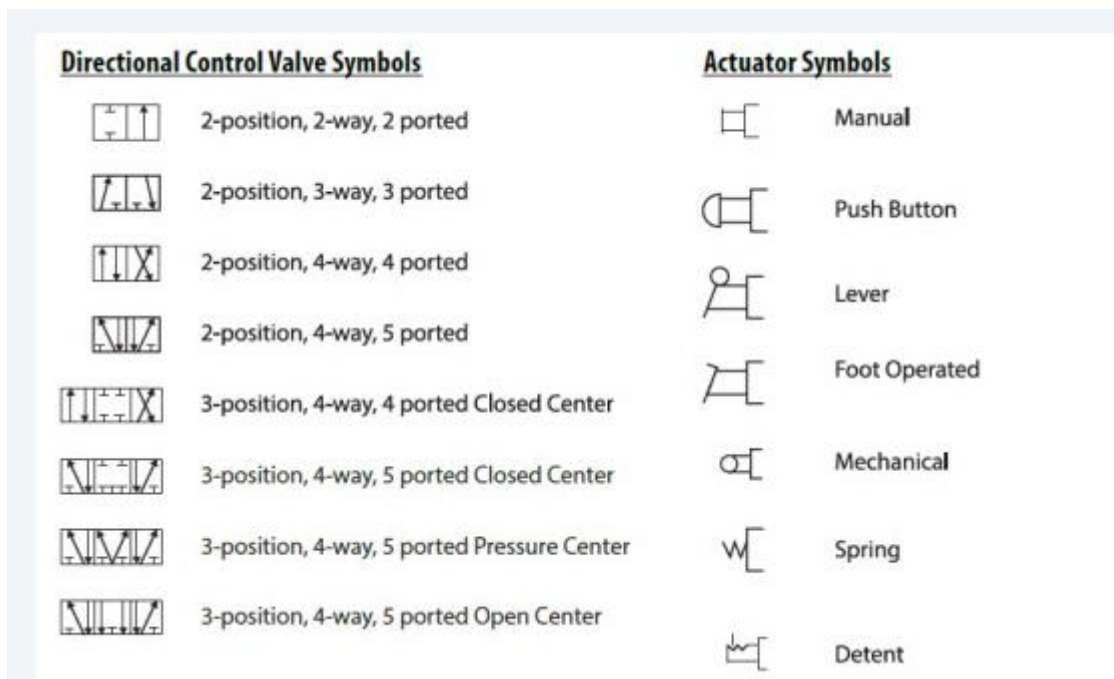 Directional Control Valve Symbols
2-position, 2-way, 2 ported
2-position, 3-way, 3 ported
2-position, 4-way, 4 ported
2-position, 4-way, 5 ported
3-position, 4-way, 4 ported Closed Center
3-position, 4-way, 5 ported Closed Center
3-position, 4-way, 5 ported Pressure Center
3-position, 4-way, 5 ported Open Center
Actuator Symbols
Manual
Push Button
Lever
Foot Operated
Mechanical
Spring
Detent